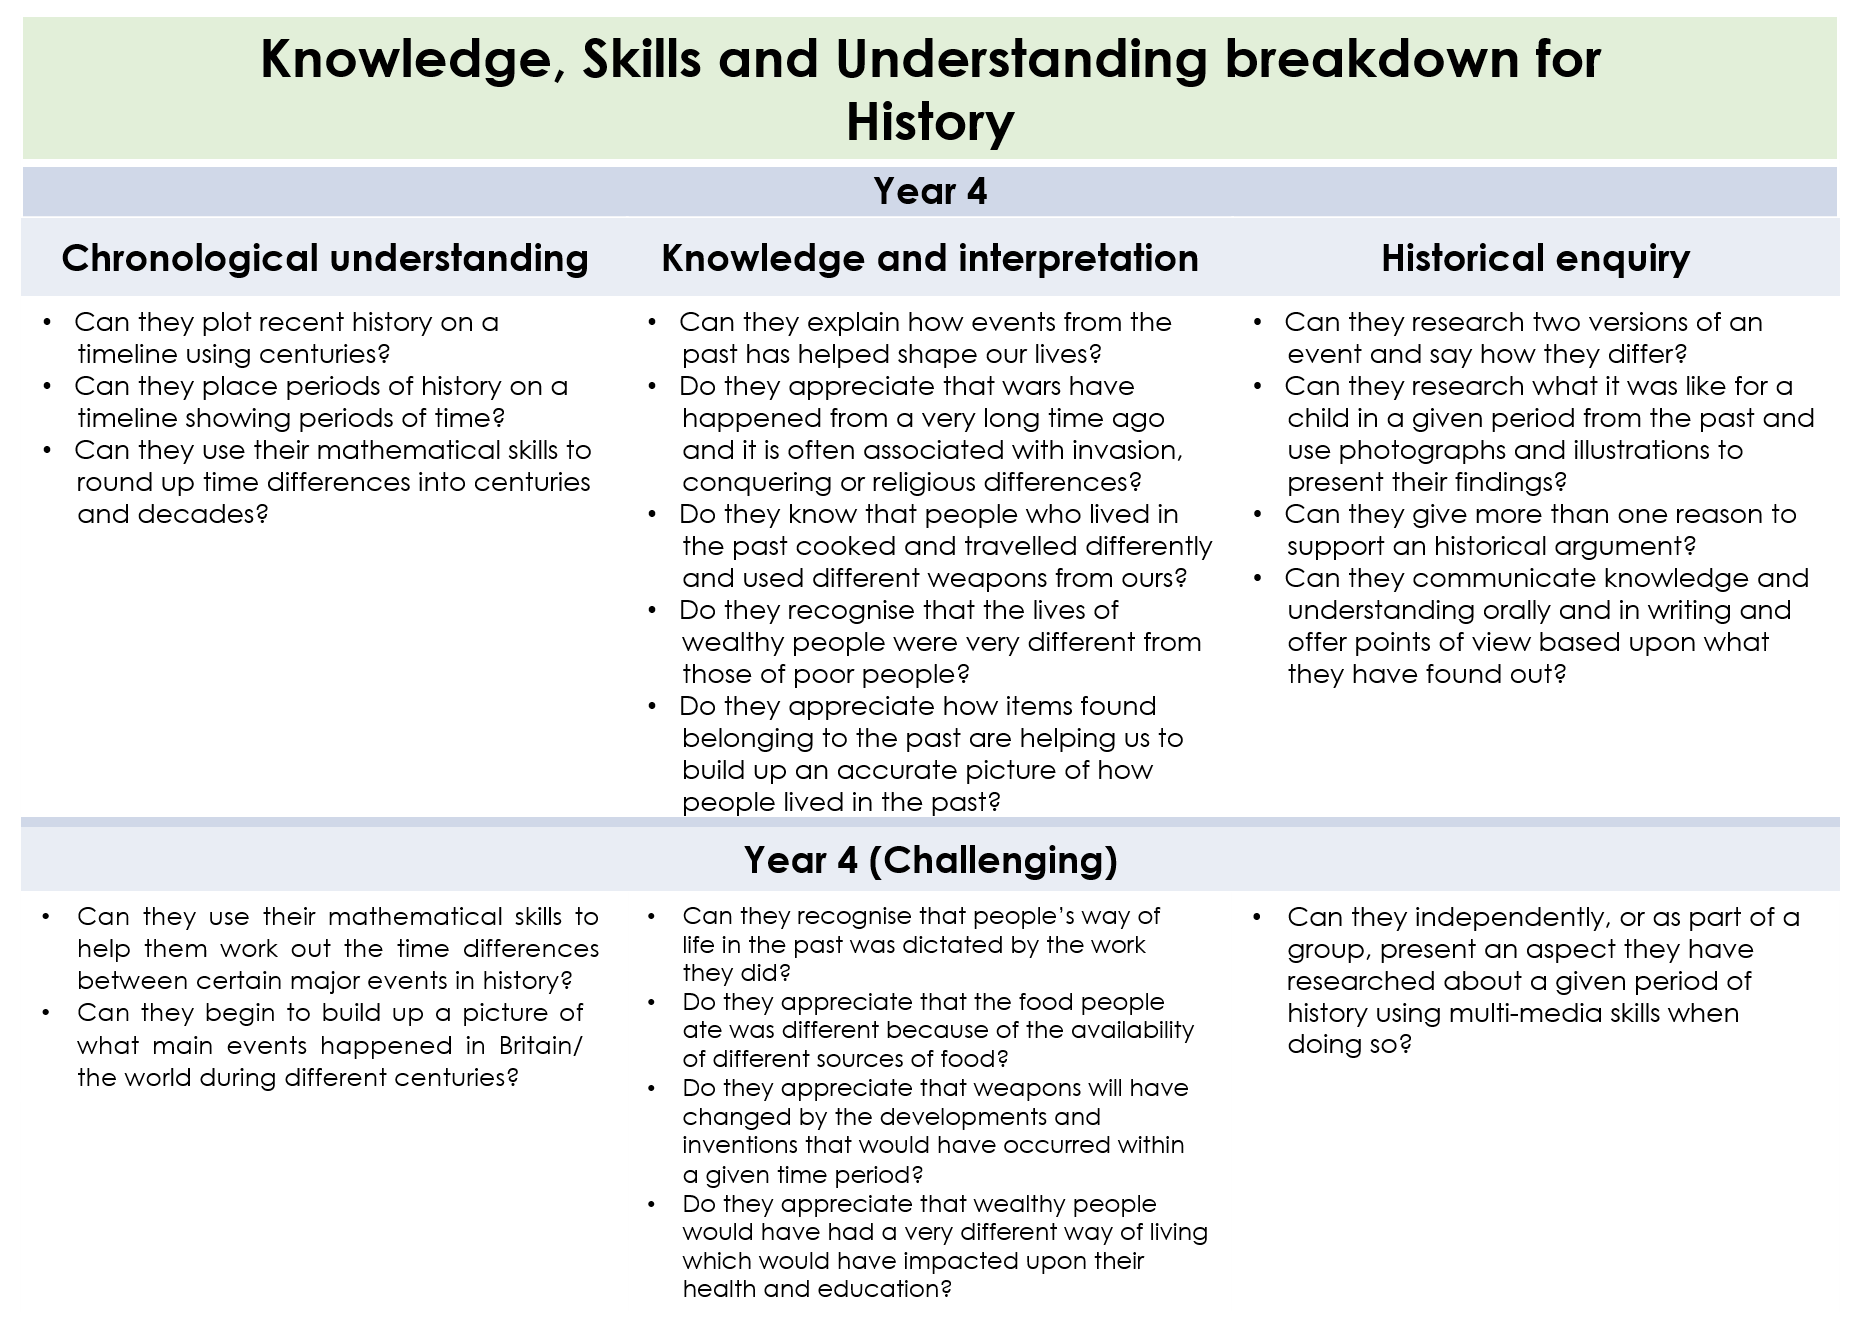 Knowledge, Skills and Understanding breakdown for
History
Year 4
Chronological understanding
Knowledge and interpretation
Historical enquiry
• Can they plot recent history on a
timeline using centuries?
• Can they place periods of history on a
timeline showing periods of time?
• Can they use their mathematical skills to
round up time differences into centuries
and decades?
• Can they explain how events from the
past has helped shape our lives?
• Do they appreciate that wars have
happened from a very long time ago
and it is often associated with invasion,
conquering or religious differences?
• Do they know that people who lived in
the past cooked and travelled differently
and used different weapons from ours?
• Do they recognise that the lives of
wealthy people were very different from
those of poor people?
• Do they appreciate how items found
belonging to the past are helping us to
build up an accurate picture of how
people lived in the past?
• Can they research two versions of an
event and say how they differ?
• Can they research what it was like for a
child in a given period from the past and
use photographs and illustrations to
present their findings?
• Can they give more than one reason to
support an historical argument?
• Can they communicate knowledge and
understanding orally and in writing and
offer points of view based upon what
they have found out?
Year 4 (Challenging)
• Can they use their mathematical skills to
help them work out the time differences
between certain major events in history?
• Can they begin to build up a picture of
what main events happened in Britain/
the world during different centuries?
• Can they recognise that people's way of
life in the past was dictated by the work
they did?
• Do they appreciate that the food people
ate was different because of the availability
of different sources of food?
• Do they appreciate that weapons will have
changed by the developments and
inventions that would have occurred within
a given time period?
• Do they appreciate that wealthy people
would have had a very different way of living
which would have impacted upon their
health and education?
• Can they independently, or as part of a
group, present an aspect they have
researched about a given period of
history using multi-media skills when
doing so?